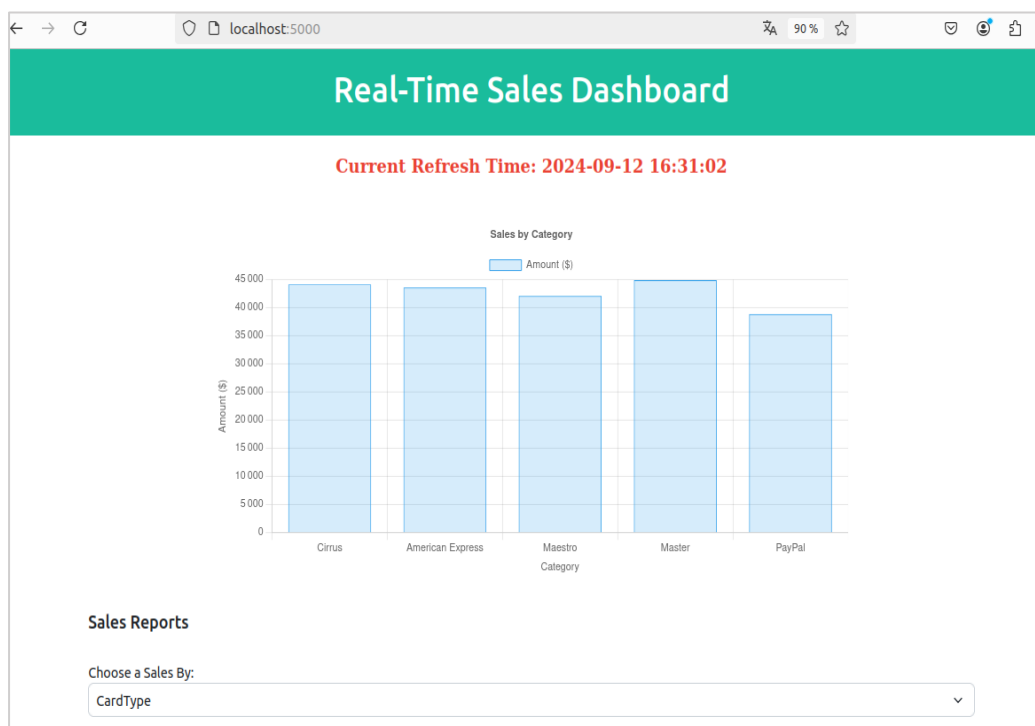 localhost:5000
90 %
Real-Time Sales Dashboard
Current Refresh Time: 2024-09-12 16:31:02
Sales by Category
Amount ($)
45 000
40 000
35 000
30 000
25 000
20 000
15 000
10 000
5 000
0
Amount ($)
Cirrus American Express Maestro Master PayPal
Category
Sales Reports
Choose a Sales By:
CardType